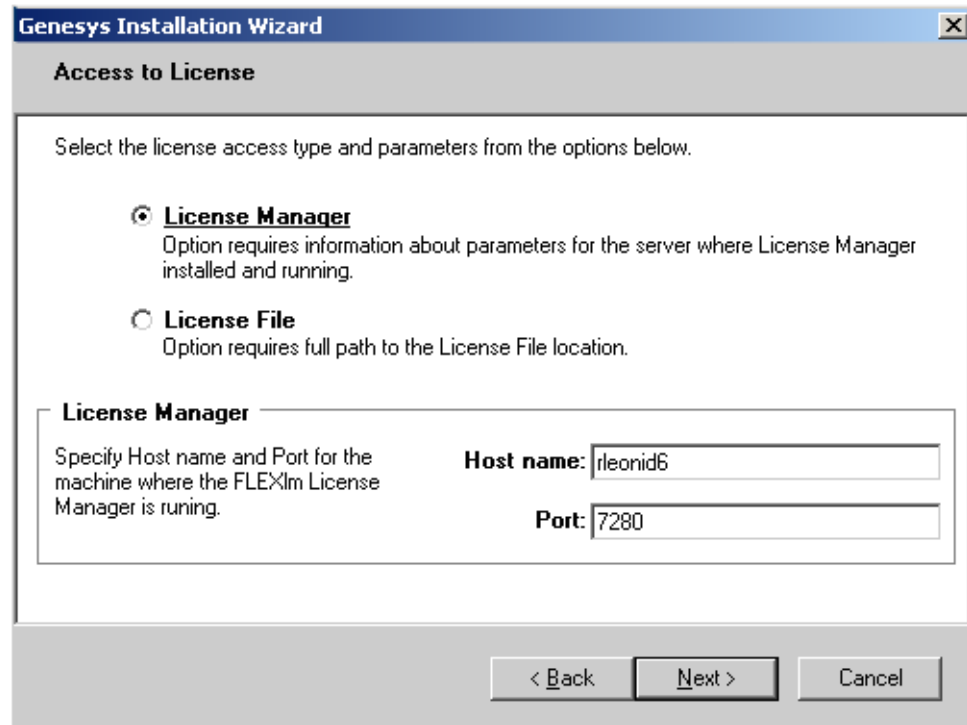 Genesys Installation Wizard
Access to License
Select the license access type and parameters from the options below.
License Manager
Option requires information about parameters for the server where License Manager
installed and running.
License File
Option requires full path to the License File location.
License Manager
Specify Host name and Port for the
machine where the FLEXlm License
Manager is runing.
Host name: rleonid6
Port: 7280
< Back
Next >
Cancel